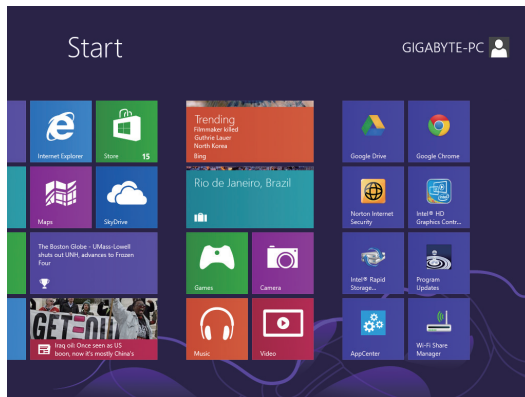 Start
GIGABYTE-PC
Internet Explorer
Store
15
Maps
SkyDrive
The Boston Globe - UMass-Lowell
shuts out UNH, advances to Frozen
Four
GET OUT
Iraq oil: Once seen as US
boon, now it's mostly China's
Trending
Filmmaker killed
Guthrie Lauer
North Korea
Bing
Rio de Janeiro, Brazil
Games
Camera
Music
Video
Google Drive
Google Chrome
Norton Internet
Security
Intel® HD
Graphics Contr...
Intel® Rapid
Storage...
Program
Updates
AppCenter
Wi-Fi Share
Manager